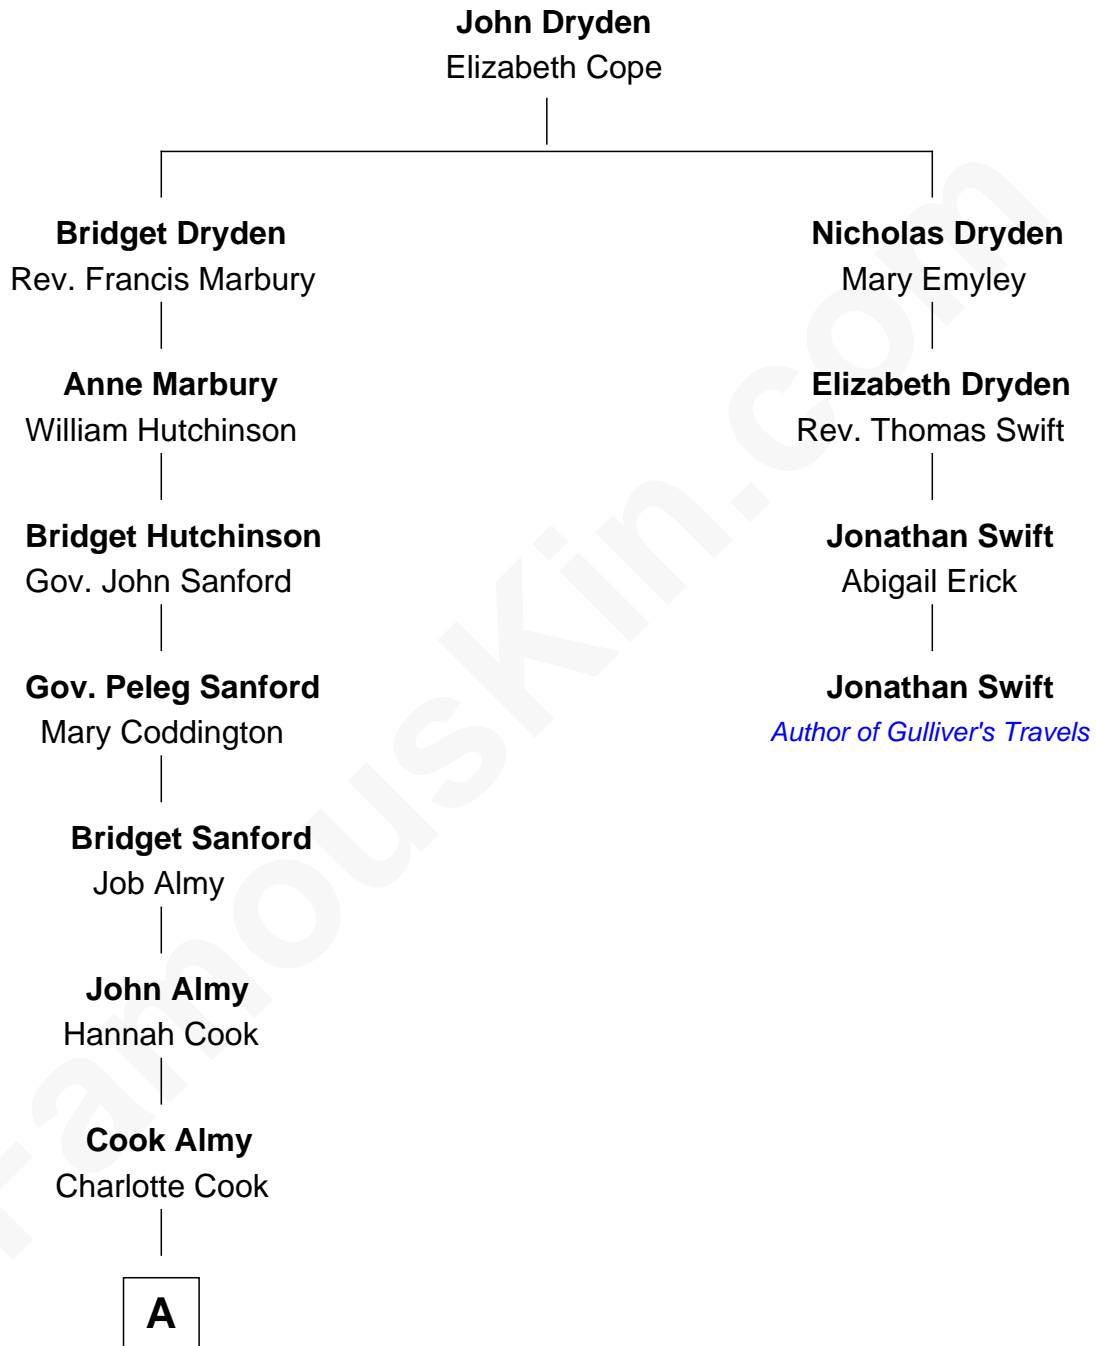 John Dryden
Elizabeth Cope
Bridget Dryden
Rev. Francis Marbury
Nicholas Dryden
Mary Emyley
Anne Marbury
William Hutchinson
Elizabeth Dryden
Rev. Thomas Swift
Bridget Hutchinson
Gov. John Sanford
Jonathan Swift
Abigail Erick
Gov. Peleg Sanford
Mary Coddington
Jonathan Swift
Author of Gulliver's Travels
Bridget Sanford
Job Almy
John Almy
Hannah Cook
Cook Almy
Charlotte Cook
A
FamousKin.com